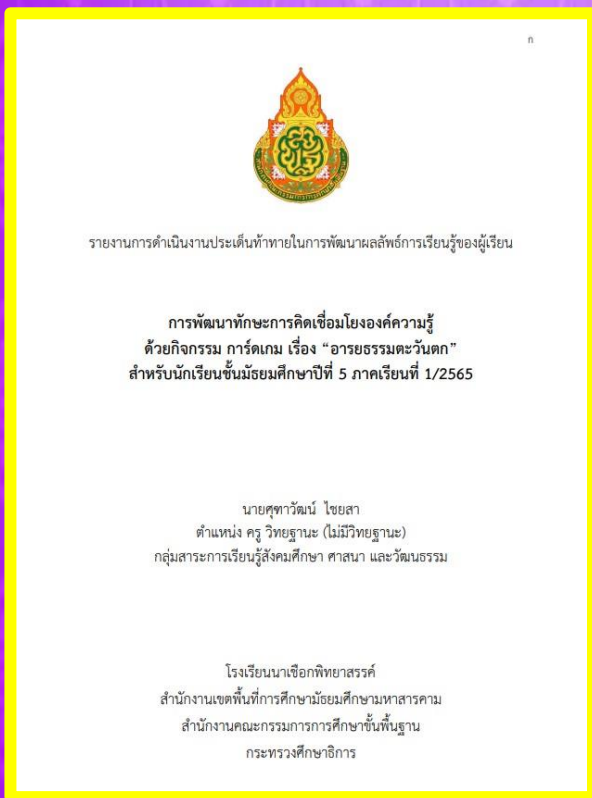 ก
รายงานการดำเนินงานประเด็นท้าทายในการพัฒนาผลลัพธ์การเรียนรู้ของผู้เรียน
การพัฒนาทักษะการคิดเชื่อมโยงองค์ความรู้
ด้วยกิจกรรม การ์ดเกม เรื่อง “อารยธรรมตะวันตก”
สำหรับนักเรียนชั้นมัธยมศึกษาปีที่ 5 ภาคเรียนที่ 1/2565
นายศุฑาวัฒน์ ไชยสา
ตำแหน่ง ครู วิทยฐานะ (ไม่มีวิทยฐานะ)
กลุ่มสาระการเรียนรู้สังคมศึกษา ศาสนา และวัฒนธรรม
โรงเรียนนาเชือกพิทยาสรรค์
สำนักงานเขตพื้นที่การศึกษามัธยมศึกษามหาสารคาม
สำนักงานคณะกรรมการการศึกษาขั้นพื้นฐาน
กระทรวงศึกษาธิการ